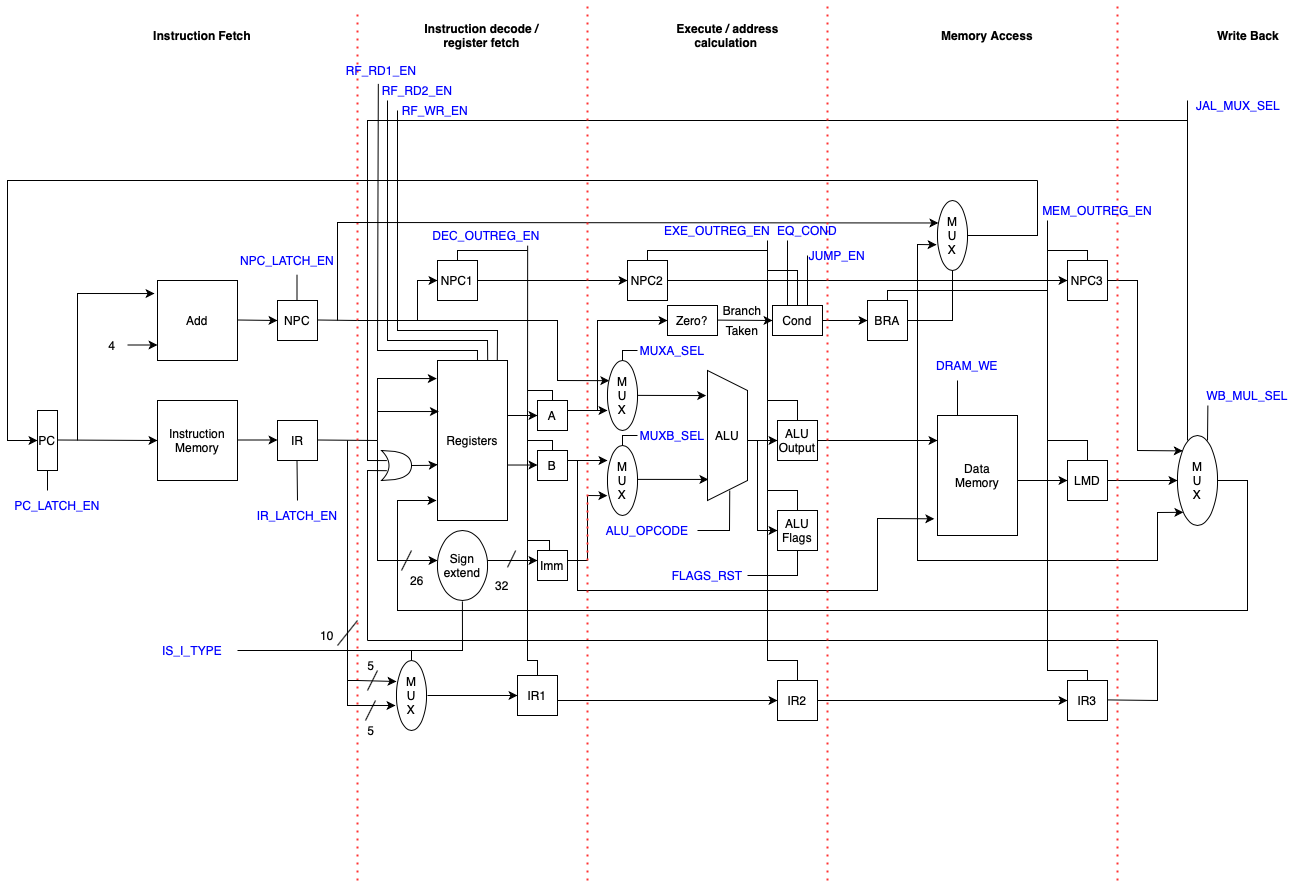 Instruction Fetch
Instruction decode /
register fetch
Execute / address
calculation
Memory Access
Write Back
RF_RD1_EN
RF_RD2_EN
RF_WR_EN
JAL_MUX_SEL
MEM_OUTREG_EN
DEC_OUTREG_EN
EXE_OUTREG_EN
EQ_COND
JUMP_EN
NPC_LATCH_EN
M
U
X
NPC1
NPC2
NPC3
Add
NPC
4
Zero?
Branch
Taken
Cond
BRA
MUXA_SEL
DRAM_WE
WB_MUL_SEL
M
U
X
A
PC
Instruction
Memory
IR
Registers
MUXB_SEL
ALU
ALU
Output
B
M
U
X
Data
Memory
LMD
M
U
X
PC_LATCH_EN
IR_LATCH_EN
ALU_OPCODE
ALU
Flags
Sign
extend
Imm
26
32
FLAGS_RST
10
IS_I_TYPE
5
5
M
U
X
IR1
IR2
IR3